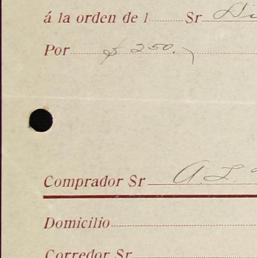 á la orden de l Sr
Por $ 250.
Comprador Sr A. L
Domicilio
Corredor Sr